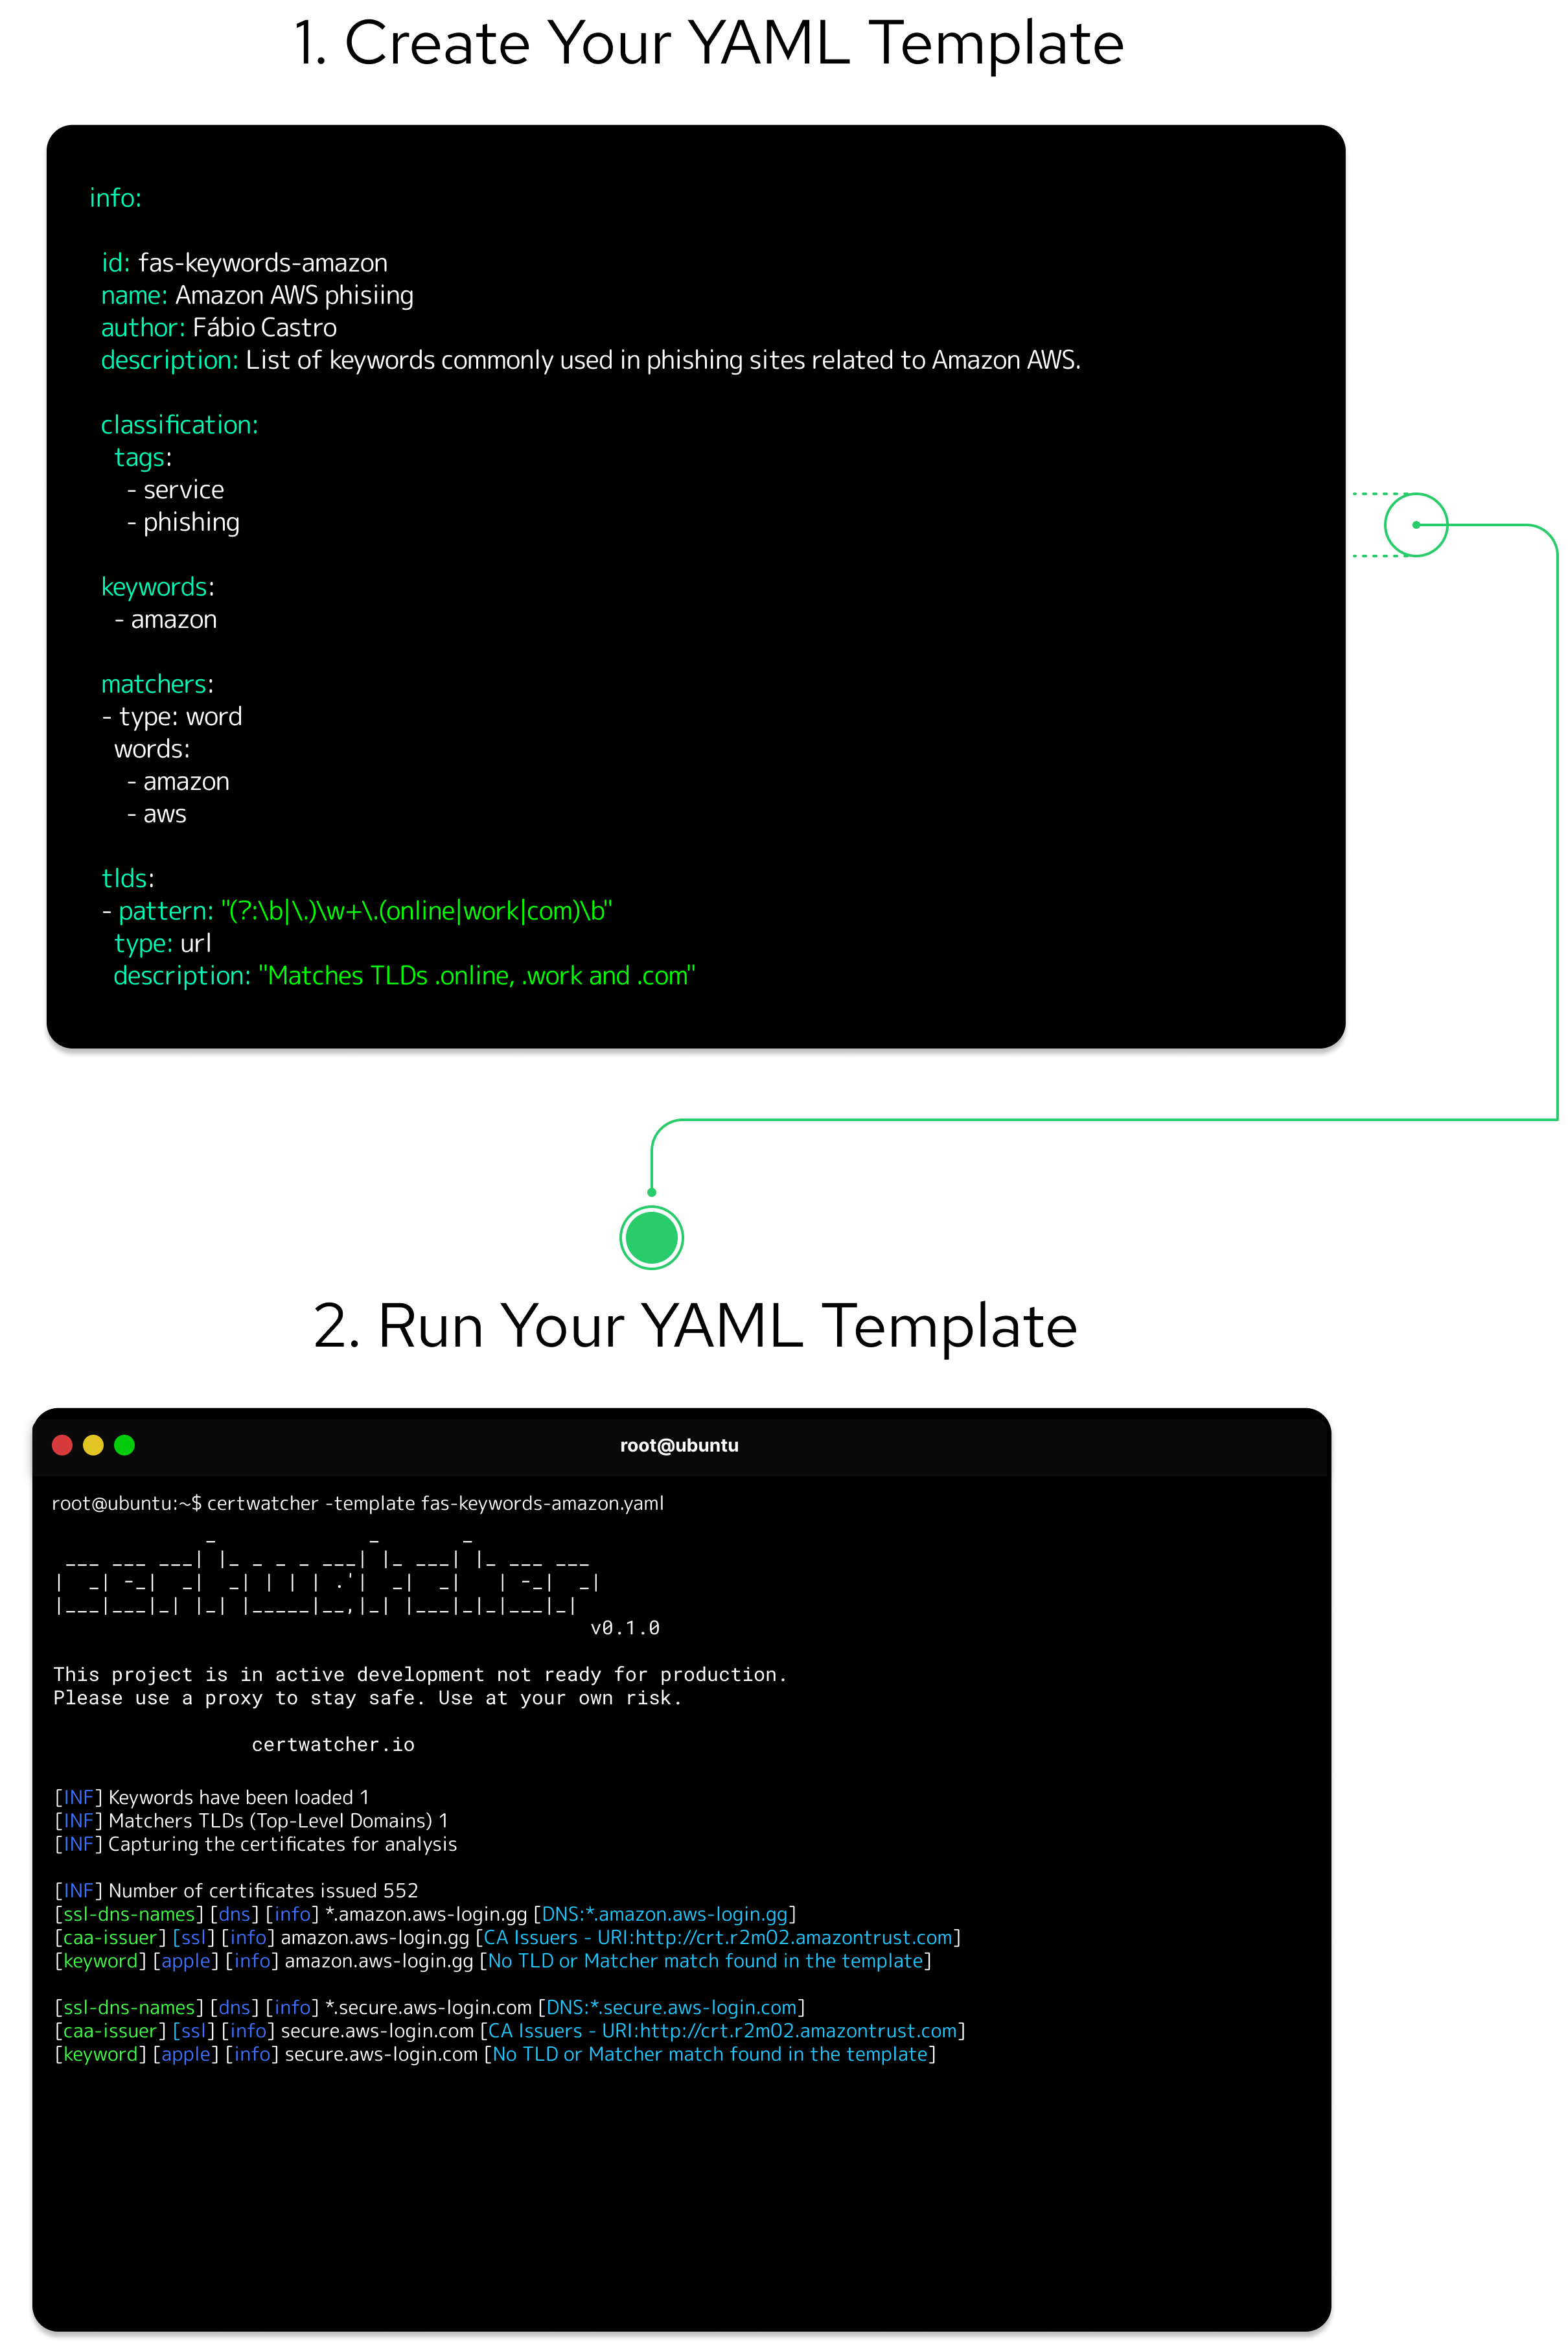 1. Create Your YAML Template
info:
id: fas-keywords-amazon
name: Amazon AWS phisiing
author: Fábio Castro
description: List of keywords commonly used in phishing sites related to Amazon AWS.
classification:
tags:
- service
- phishing
keywords:
- amazon
matchers:
- type: word
words:
- amazon
- aws
tlds:
- pattern: "(?:\b|\.)\w+\.(online|work|com)\b"
type: url
description: "Matches TLDs .online, .work and .com"
2. Run Your YAML Template
root@ubuntu
root@ubuntu:~$ certwatcher -template fas-keywords-amazon.yaml
certwatcher
v0.1.0
This project is in active development not ready for production.
Please use a proxy to stay safe. Use at your own risk.
certwatcher.io
[INF] Keywords have been loaded 1
[INF] Matchers TLDs (Top-Level Domains) 1
[INF] Capturing the certificates for analysis
[INF] Number of certificates issued 552
[ssl-dns-names] [dns] [info] *.amazon.aws-login.gg [DNS:*.amazon.aws-login.gg]
[caa-issuer] [ssl] [info] amazon.aws-login.gg [CA Issuers - URI:http://crt.r2m02.amazontrust.com]
[keyword] [apple] [info] amazon.aws-login.gg [No TLD or Matcher match found in the template]
[ssl-dns-names] [dns] [info] *.secure.aws-login.com [DNS:*.secure.aws-login.com]
[caa-issuer] [ssl] [info] secure.aws-login.com [CA Issuers - URI:http://crt.r2m02.amazontrust.com]
[keyword] [apple] [info] secure.aws-login.com [No TLD or Matcher match found in the template]